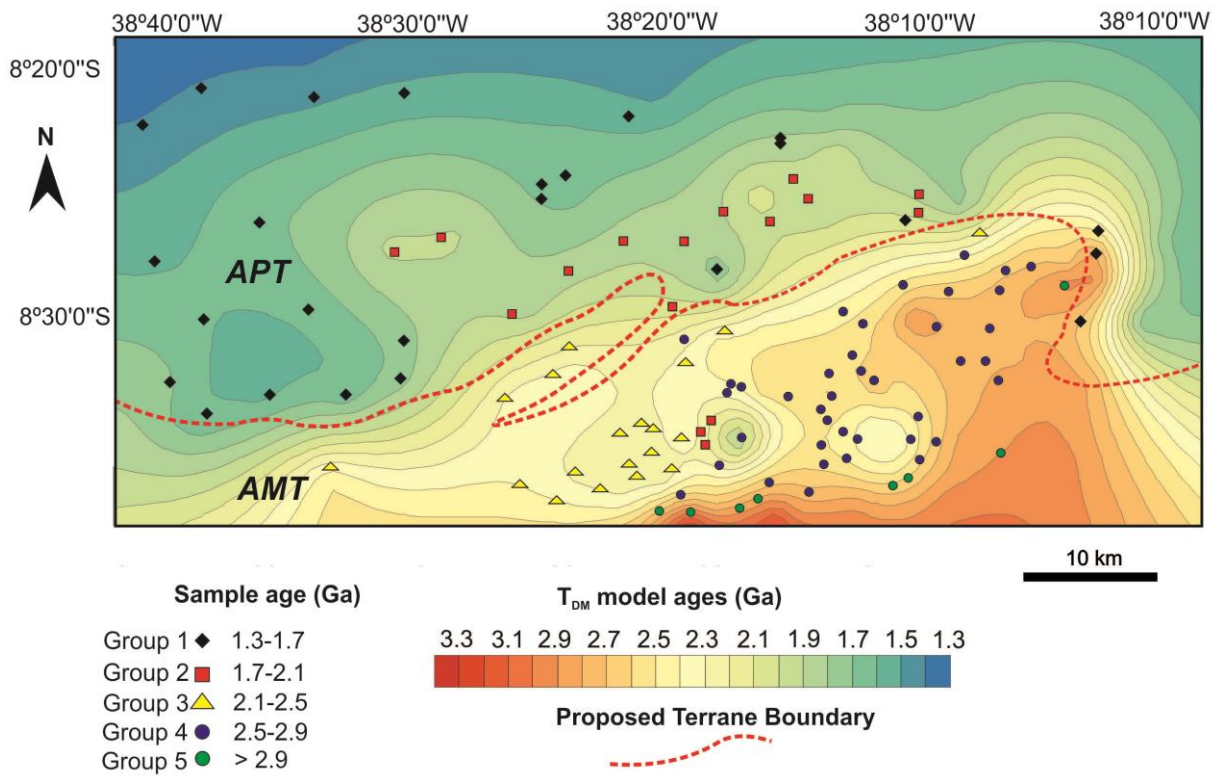 38º40'0"W 38º30'0"W 38º20'0"W 38º10'0"W 38º10'0"W
8º20'0"S
N
APT
8º30'0"S
AMT
10 km
Sample age (Ga)
Group 1 1.3-1.7
Group 2 1.7-2.1
Group 3 2.1-2.5
Group 4 2.5-2.9
Group 5 > 2.9
TDM model ages (Ga)
3.3 3.1 2.9 2.7 2.5 2.3 2.1 1.9 1.7 1.5 1.3
Proposed Terrane Boundary